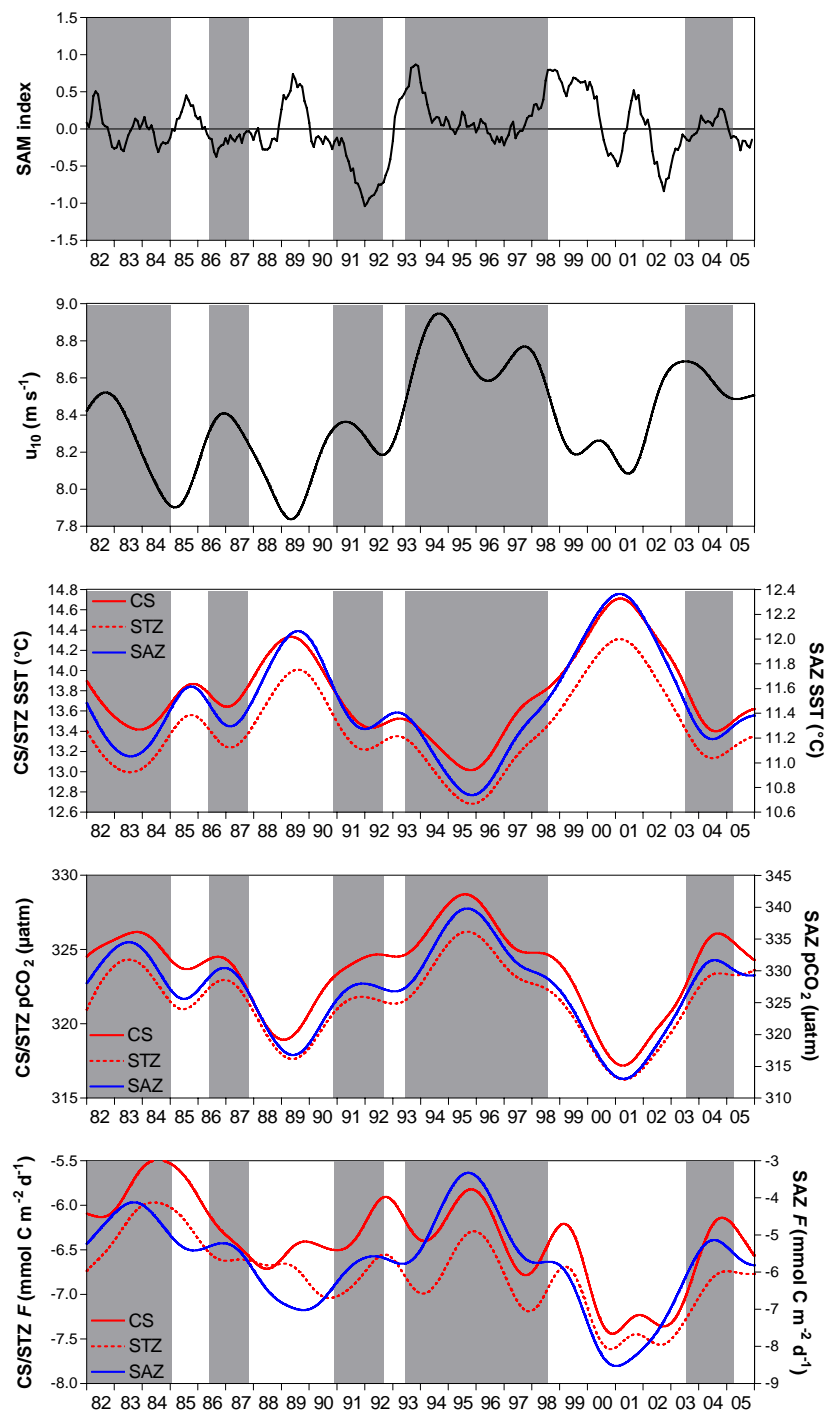 SAM index
1.5
1.0
0.5
0.0
-0.5
-1.0
-1.5
82 83 84 85 86 87 88 89 90 91 92 93 94 95 96 97 98 99 00 01 02 03 04 05
u10 (m s-1)
9.0
8.8
8.6
8.4
8.2
8.0
7.8
82 83 84 85 86 87 88 89 90 91 92 93 94 95 96 97 98 99 00 01 02 03 04 05
CS/STZ SST (°C)
14.8
14.6
14.4
14.2
14.0
13.8
13.6
13.4
13.2
13.0
12.8
12.6
CS
STZ
SAZ
12.4
12.2
12.0
11.8
11.6
11.4
11.2
11.0
10.8
10.6
SAZ SST (°C)
82 83 84 85 86 87 88 89 90 91 92 93 94 95 96 97 98 99 00 01 02 03 04 05
CS/STZ pCO2 (µatm)
330
325
320
315
CS
STZ
SAZ
345
340
335
330
325
320
315
310
SAZ pCO2 (µatm)
82 83 84 85 86 87 88 89 90 91 92 93 94 95 96 97 98 99 00 01 02 03 04 05
CS/STZ F (mmol C m-2 d-1)
-5.5
-6.0
-6.5
-7.0
-7.5
-8.0
CS
STZ
SAZ
-3
-4
-5
-6
-7
-8
-9
SAZ F (mmol C m-2 d-1)
82 83 84 85 86 87 88 89 90 91 92 93 94 95 96 97 98 99 00 01 02 03 04 05